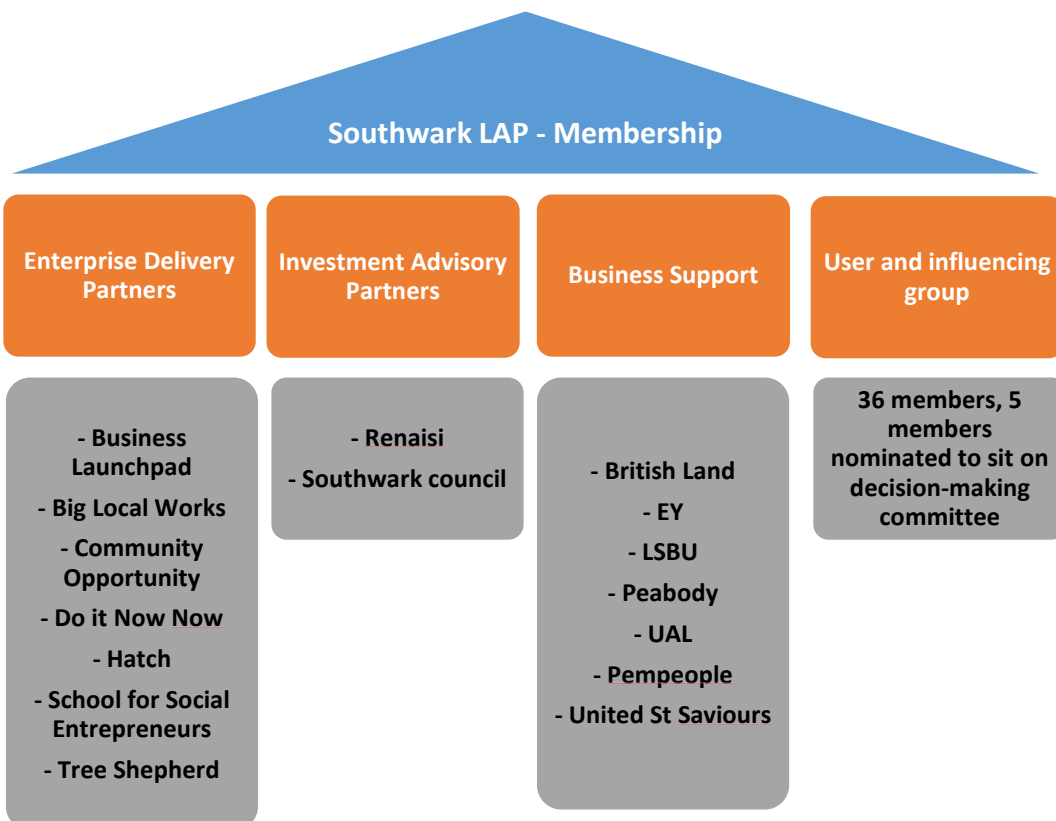 Southwark LAP - Membership
Enterprise Delivery
Partners
Investment Advisory
Partners
Business Support
User and influencing
group
- Business
Launchpad
- Big Local Works
- Community
Opportunity
- Do it Now Now
- Hatch
- School for Social
Entrepreneurs
- Tree Shepherd
- Renaisi
- Southwark council
- British Land
- EY
- LSBU
- Peabody
- UAL
- Pempeople
- United St Saviours
36 members, 5
members
nominated to sit on
decision-making
committee